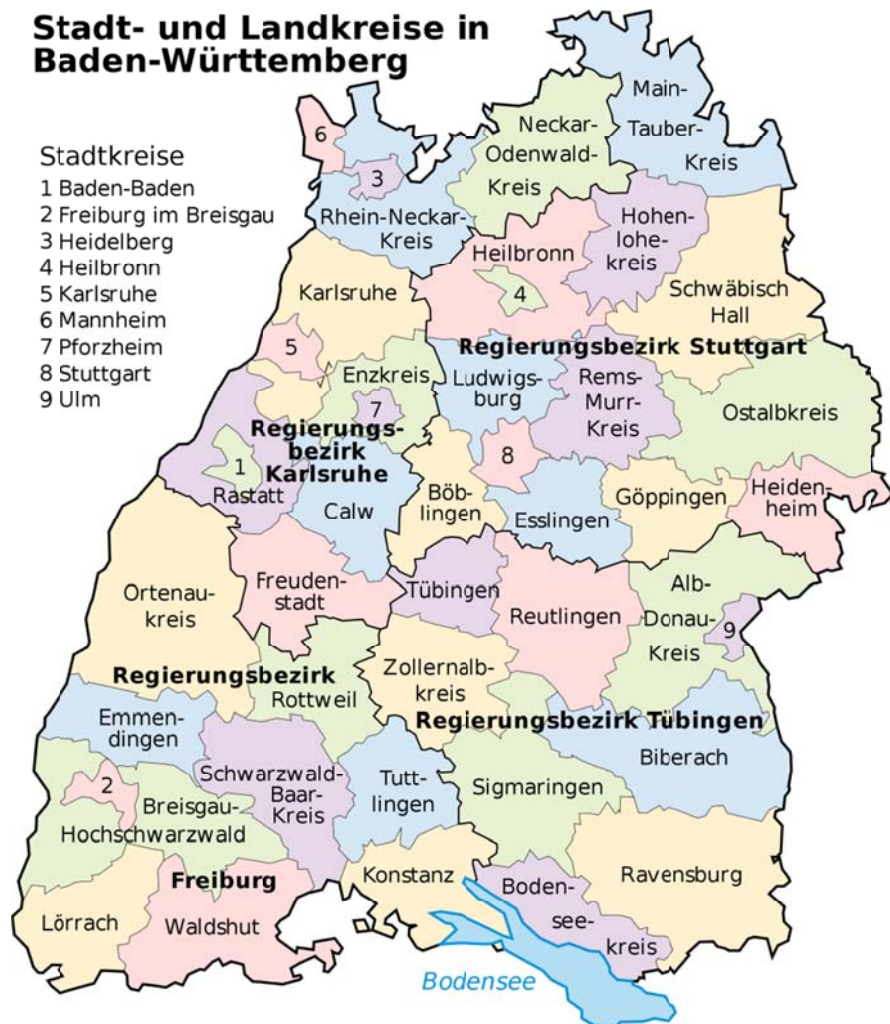 Stadt- und Landkreise in
Baden-Württemberg
Stadtkreise
1 Baden-Baden
2 Freiburg im Breisgau
3 Heidelberg
4 Heilbronn
5 Karlsruhe
6 Mannheim
7 Pforzheim
8 Stuttgart
9 Ulm
Main-
Tauber-
Kreis
Neckar-
Odenwald-
Kreis
6
3
Rhein-Neckar-
Kreis
Hohen-
lohe-
kreis
Heilbronn
4
Karlsruhe
Schwäbisch
Hall
5
Regierungsbezirk Stuttgart
Enzkreis
Ludwigs-
burg
Rems-
Murr-
Kreis
Ostalbkreis
7
Regierungs-
bezirk
Karlsruhe
1
Rastatt
8
Calw
Böb-
lingen
Esslingen
Göppingen
Heiden-
heim
Ortenau-
kreis
Freuden-
stadt
Tübingen
Reutlingen
Alb-
Donau-
Kreis
9
Regierungsbezirk
Rottweil
Zollernalb-
kreis
Regierungsbezirk Tübingen
Emmen-
dingen
Biberach
Schwarzwald-
Baar-
Kreis
Tutt-
lingen
Sigmaringen
2
Breisgau-
Hochschwarzwald
Freiburg
Konstanz
Boden-
see-
kreis
Ravensburg
Lörrach
Waldshut
Bodensee